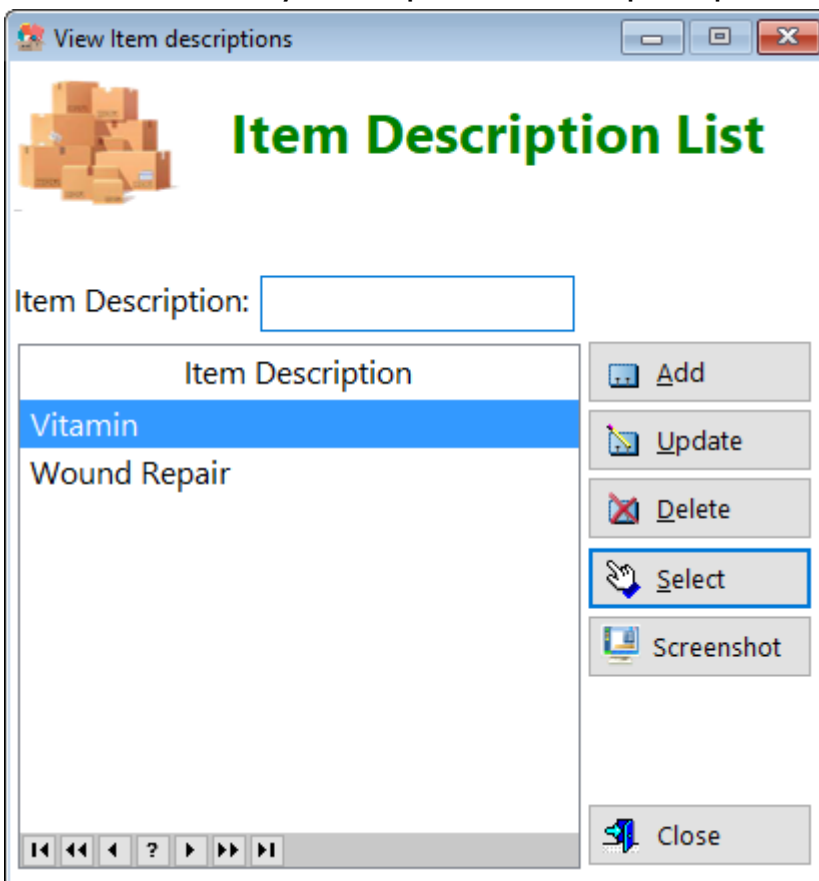 View Item descriptions
Item Description List
Item Description:
Item Description
Vitamin
Wound Repair
Add
Update
Delete
Select
Screenshot
?
Close